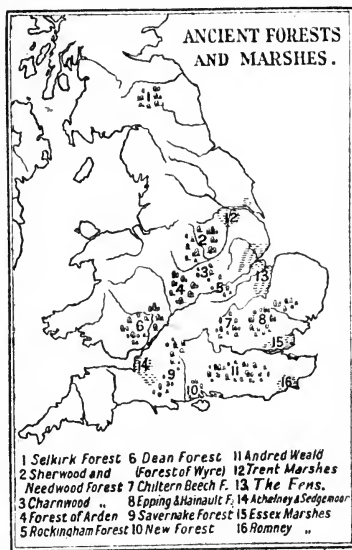 ANCIENT FORESTS
AND MARSHES.
1
12
2
3
13
4
5
6
7
8
14
15
9
11
10
16
1 Selkirk Forest 6 Dean Forest 11 Andred Weald
2 Sherwood and (Forest of Wyre) 12 Trent Marshes
Needwood Forest 7 Chiltern Beech F. 13 The Fens.
3 Charnwood „ 8 Epping & Hainault F. 14 Athelney & Sedgemoor
4 Forest of Arden 9 Savernake Forest 15 Essex Marshes
5 Rockingham Forest 10 New Forest 16 Romney „